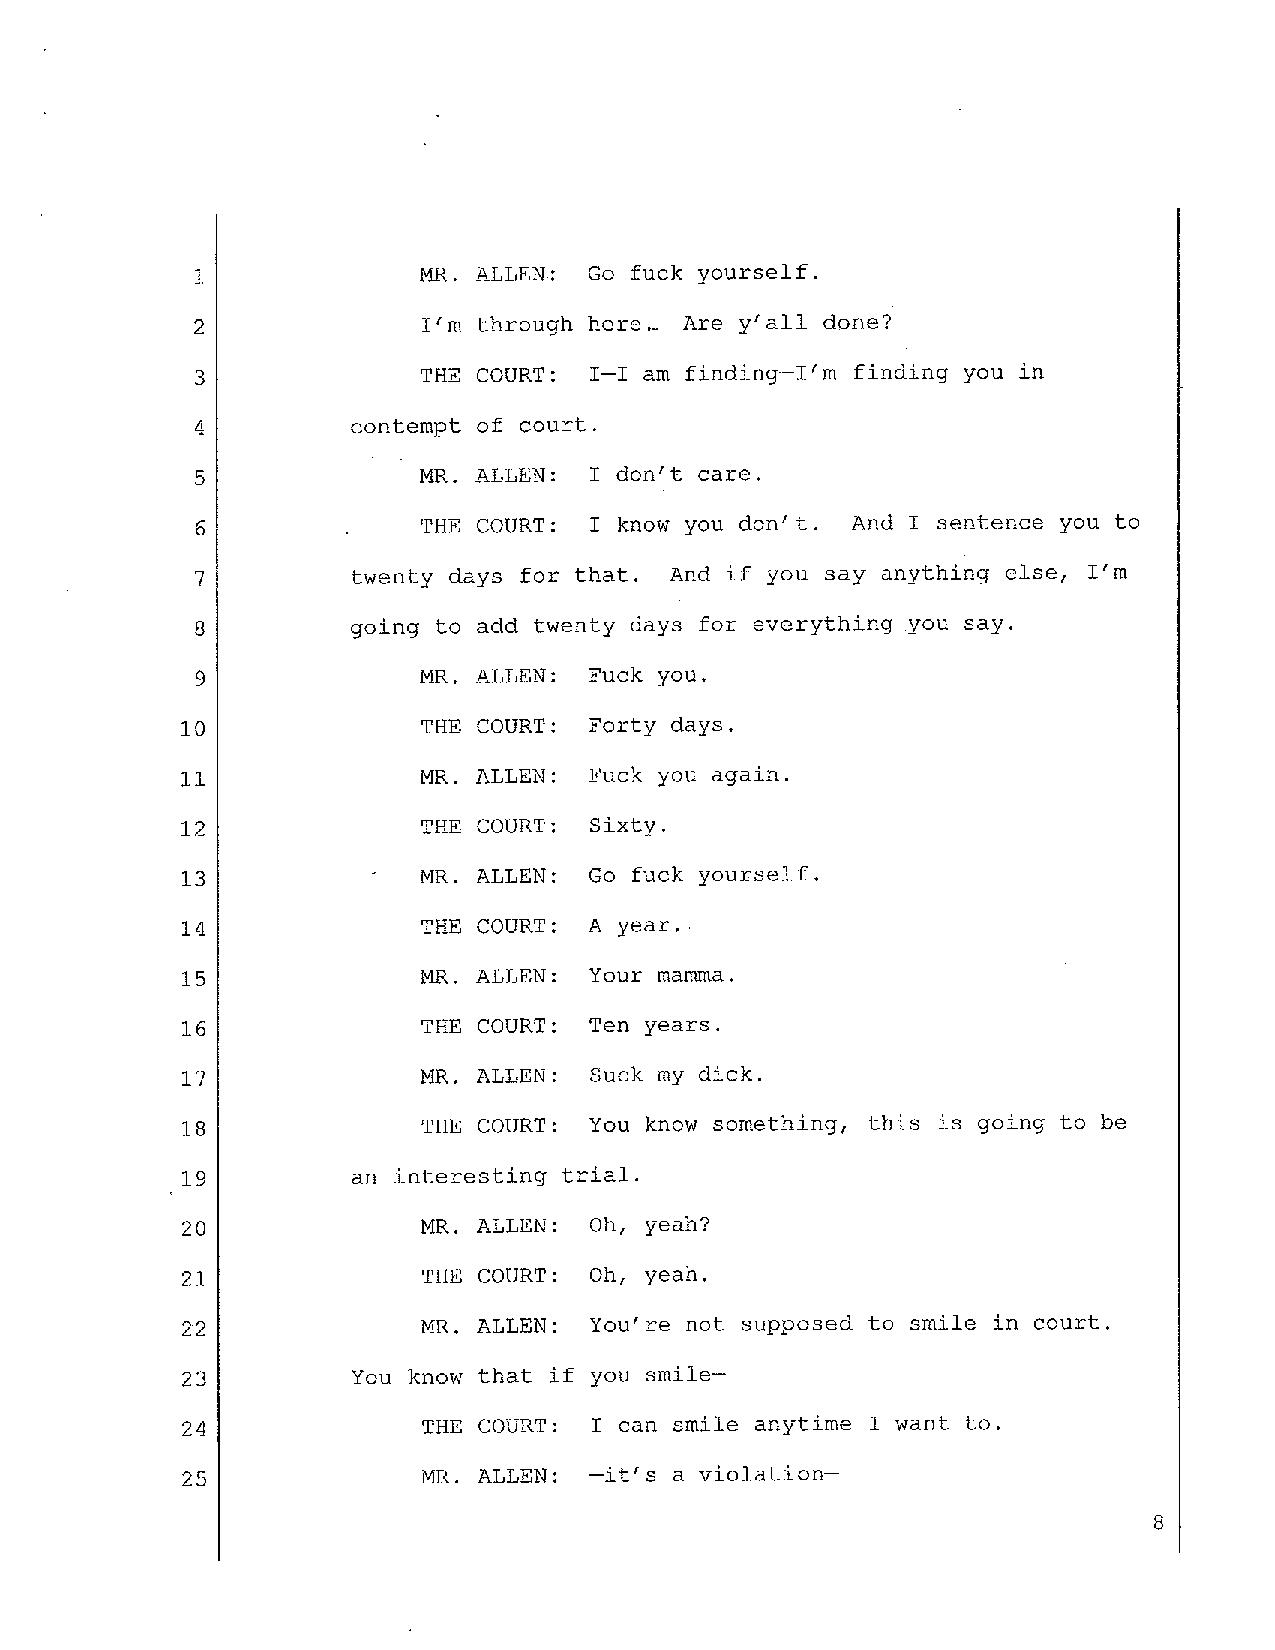 1 MR. ALLEN: Go fuck yourself.
2 I'm through here. Are y'all done?
3 THE COURT: I—I am finding—I'm finding you in
4 contempt of court.
5 MR. ALLEN: I don't care.
6 THE COURT: I know you don't. And I sentence you to
7 twenty days for that. And if you say anything else, I'm
8 going to add twenty days for everything you say.
9 MR. ALLEN: Fuck you.
10 THE COURT: Forty days.
11 MR. ALLEN: Fuck you again.
12 THE COURT: Sixty.
13 MR. ALLEN: Go fuck yourself.
14 THE COURT: A year.
15 MR. ALLEN: Your mamma.
16 THE COURT: Ten years.
17 MR. ALLEN: Suck my dick.
18 THE COURT: You know something, this is going to be
19 an interesting trial.
20 MR. ALLEN: Oh, yeah?
21 THE COURT: Oh, yeah.
22 MR. ALLEN: You're not supposed to smile in court.
23 You know that if you smile—
24 THE COURT: I can smile anytime I want to.
25 MR. ALLEN: —it's a violation—
8